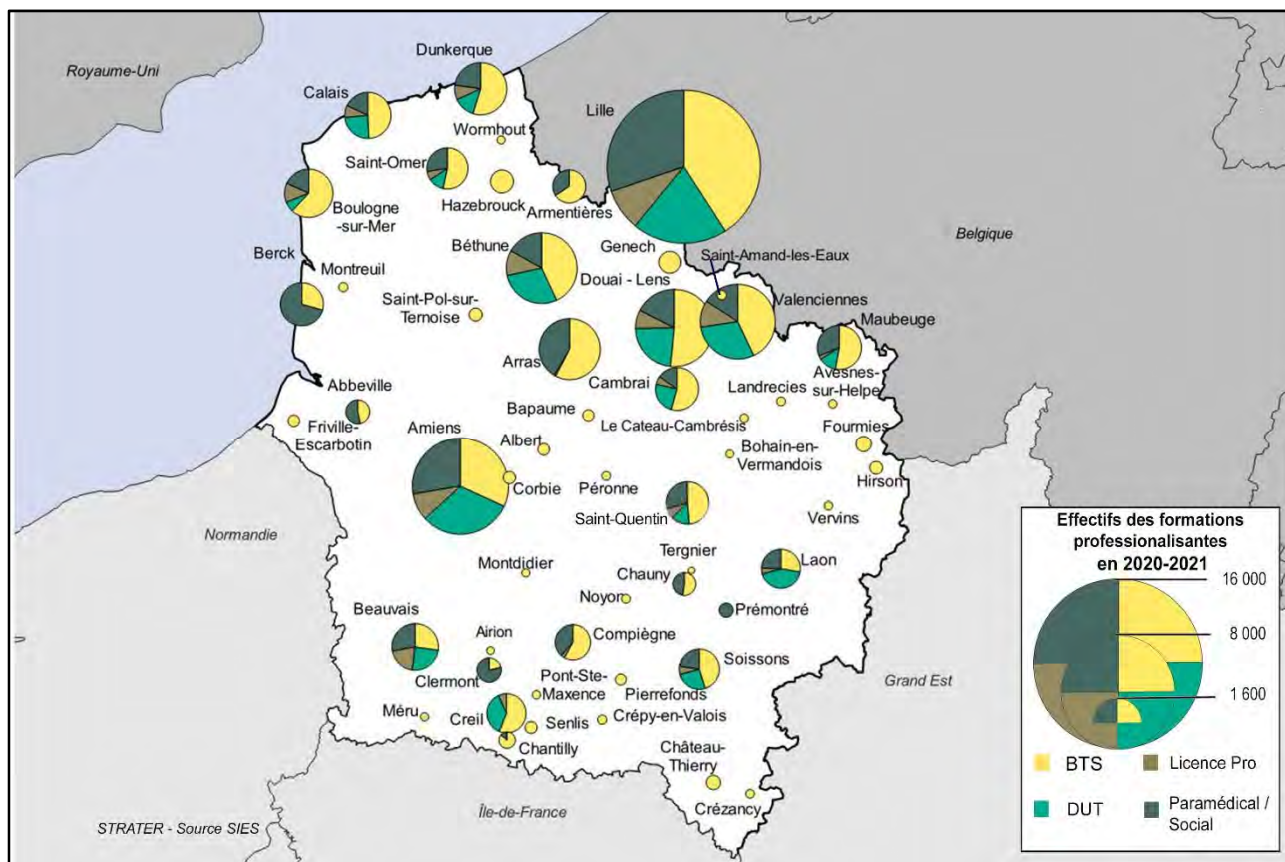 Royaume-Uni
Dunkerque
Calais
Lille
Wormhout
Saint-Omer
Hazebrouck
Armentières
Boulogne
-sur-Mer
Belgique
Berck
Béthune
Genech
Saint-Amand-les-Eaux
Montreuil
Douai - Lens
Saint-Pol-sur-
Ternoise
Valenciennes
Maubeuge
Arras
Cambrai
Landrecies
Avesnes-
sur-Helpe
Abbeville
Bapaume
Le Cateau-Cambrésis
Friville-
Escarbotin
Amiens
Albert
Fourmies
Bohain-en-
Vermandois
Corbie
Péronne
Hirson
Saint-Quentin
Vervins
Normandie
Montdidier
Tergnier
Laon
Chauny
Noyon
Prémontré
Beauvais
Airion
Compiègne
Clermont
Pont-Ste-
Maxence
Soissons
Pierrefonds
Grand Est
Méru
Creil
Senlis
Crépy-en-Valois
Chantilly
Château-
Thierry
Crézancy
Île-de-France
STRATER - Source SIES
Effectifs des formations
professionalisantes
en 2020-2021
16 000
8 000
1 600
BTS
Licence Pro
DUT
Paramédical /
Social